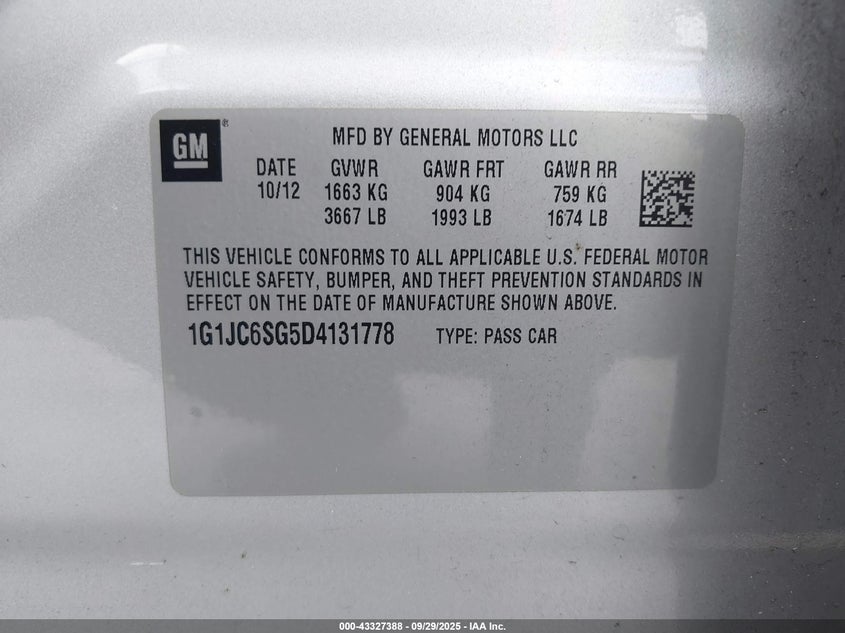 GM®
MFD BY GENERAL MOTORS LLC
DATE GVWR GAWR FRT GAWR RR
10/12 1663 KG 904 KG 759 KG
3667 LB 1993 LB 1674 LB
THIS VEHICLE CONFORMS TO ALL APPLICABLE U.S. FEDERAL MOTOR
VEHICLE SAFETY, BUMPER, AND THEFT PREVENTION STANDARDS IN
EFFECT ON THE DATE OF MANUFACTURE SHOWN ABOVE.
1G1JC6SG5D4131778 TYPE: PASS CAR
000-43327388 - 09/29/2025 - IAA Inc.